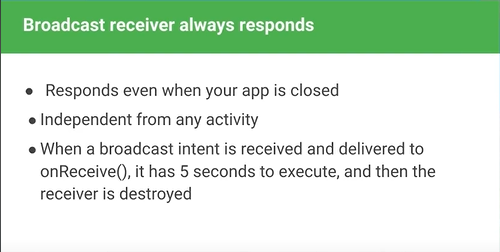 Broadcast receiver always responds
● Responds even when your app is closed
● Independent from any activity
● When a broadcast intent is received and delivered to
onReceive(), it has 5 seconds to execute, and then the
receiver is destroyed